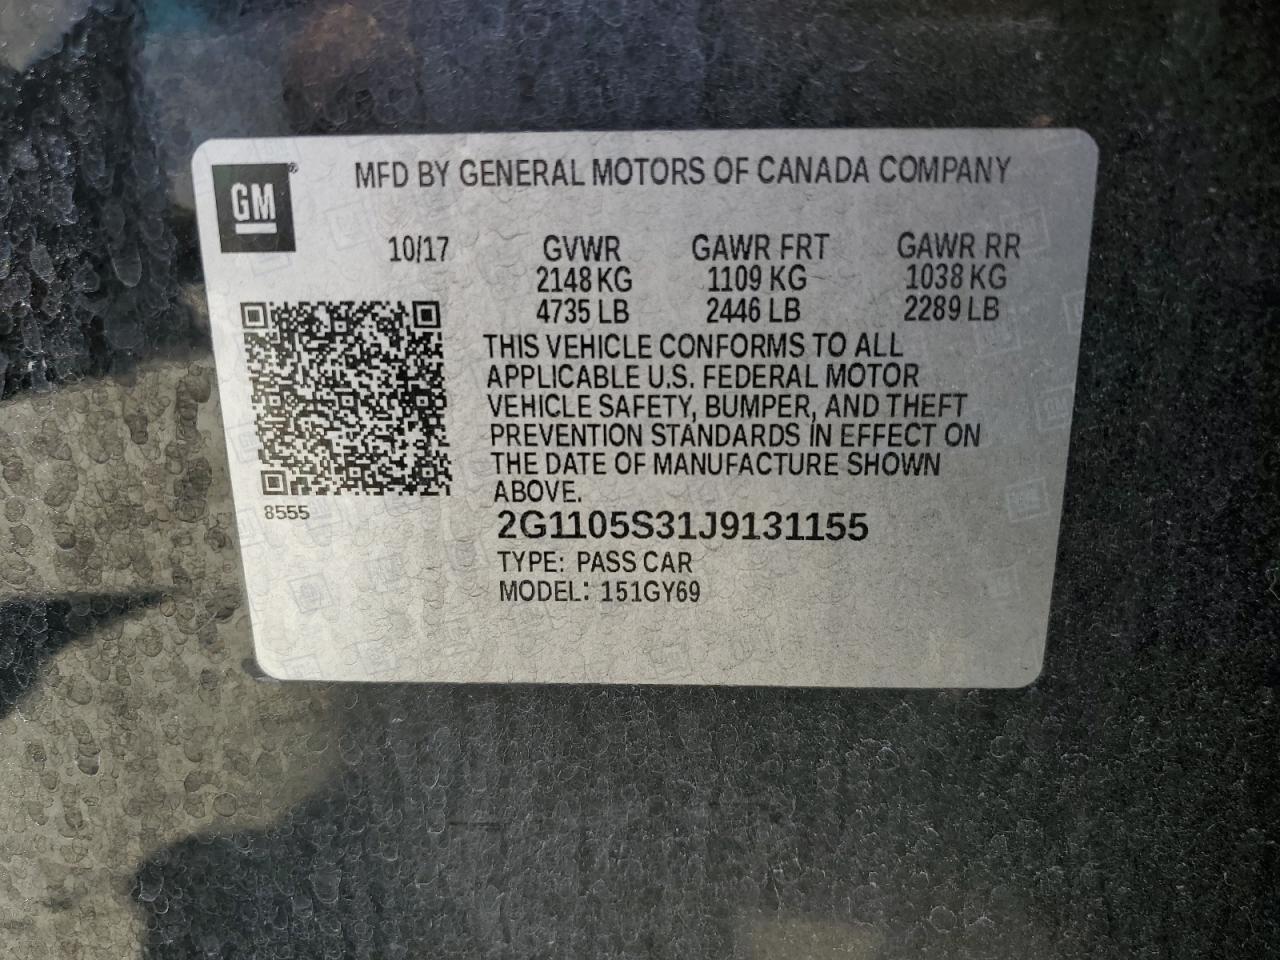 GM®
MFD BY GENERAL MOTORS OF CANADA COMPANY
10/17 GVWR GAWR FRT GAWR RR
2148 KG 1109 KG 1038 KG
4735 LB 2446 LB 2289 LB
THIS VEHICLE CONFORMS TO ALL
APPLICABLE U.S. FEDERAL MOTOR
VEHICLE SAFETY, BUMPER, AND THEFT
PREVENTION STANDARDS IN EFFECT ON
THE DATE OF MANUFACTURE SHOWN
ABOVE.
8555
2G1105S31J9131155
TYPE: PASS CAR
MODEL: 151GY69